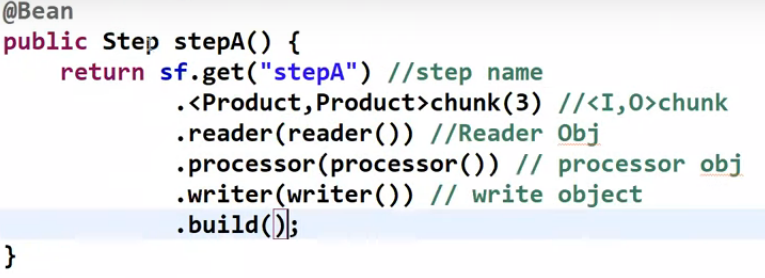 @Bean
public Step stepA() {
return sf.get("stepA") //step name
.<Product,Product>chunk(3) //<I,O>chunk
.reader(reader()) //Reader Obj
.processor(processor()) // processor obj
.writer(writer()) // write object
.build();
}